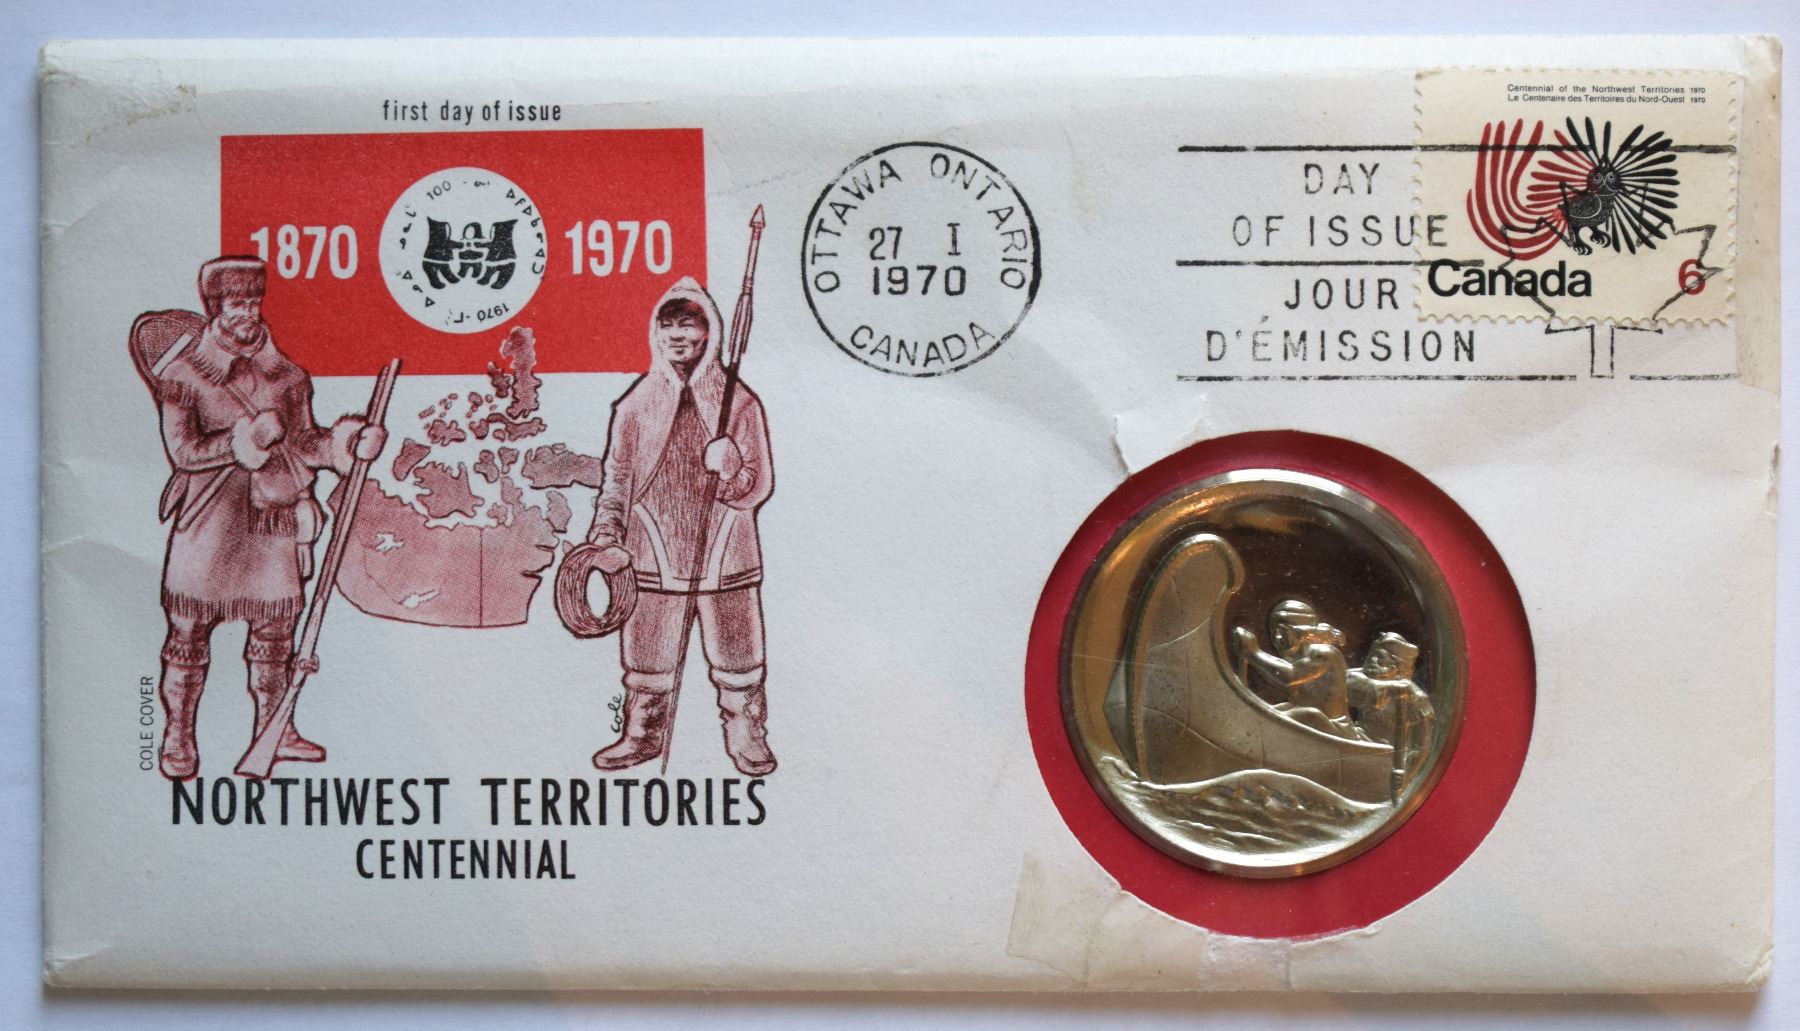 first day of issue
1870
1970
100
1970
OTTAWA ONTARIO
27 I
1970
CANADA
DAY
OF ISSUE
JOUR
D'ÉMISSION
Centennial of the Northwest Territories 1970
Le Centenaire des Territoires du Nord-Ouest 1970
Canada 6
COLE COVER
cole
NORTHWEST TERRITORIES
CENTENNIAL